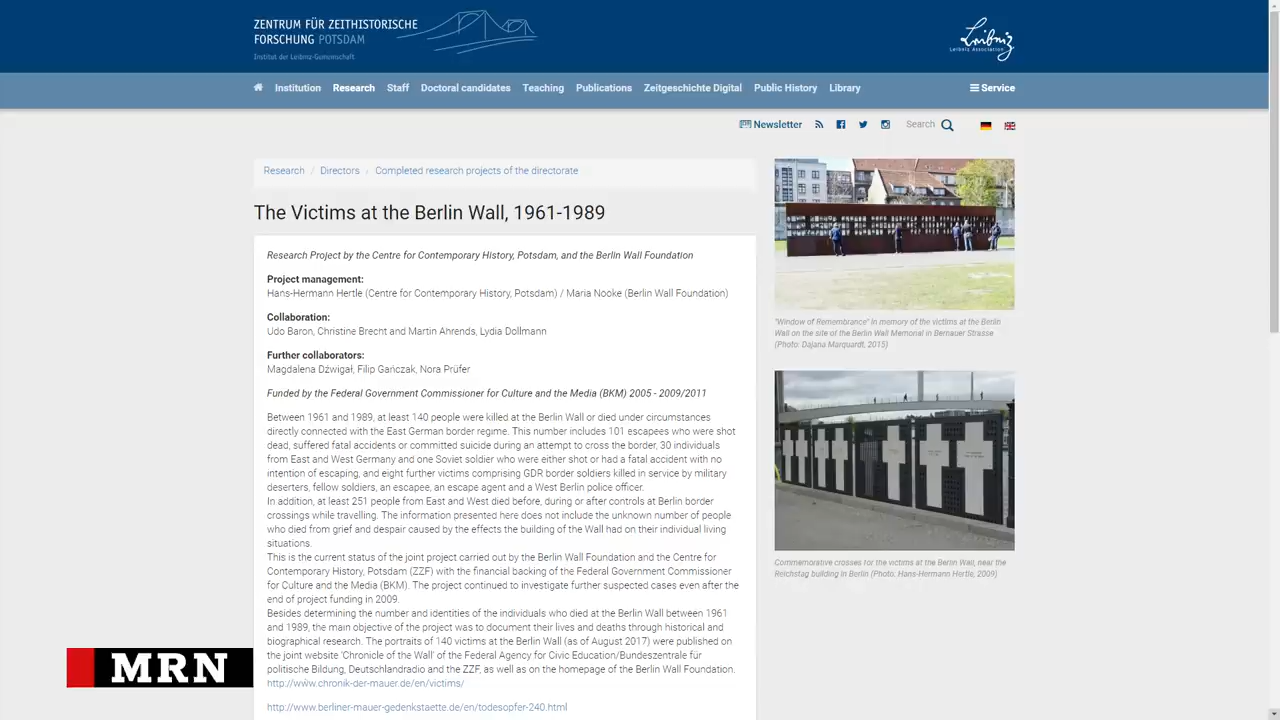 ZENTRUM FÜR ZEITHISTORISCHE
FORSCHUNG POTSDAM
Institut der Leibniz-Gemeinschaft
Leibniz
Leibniz Association
Institution Research Staff Doctoral candidates Teaching Publications Zeitgeschichte Digital Public History Library Service
Newsletter Search
Research / Directors / Completed research projects of the directorate
The Victims at the Berlin Wall, 1961-1989
Research Project by the Centre for Contemporary History, Potsdam, and the Berlin Wall Foundation
Project management:
Hans-Hermann Hertle (Centre for Contemporary History, Potsdam) / Maria Nooke (Berlin Wall Foundation)
Collaboration:
Udo Baron, Christine Brecht and Martin Ahrends, Lydia Dollmann
Further collaborators:
Magdalena Dźwigał, Filip Gańczak, Nora Prüfer
Funded by the Federal Government Commissioner for Culture and the Media (BKM) 2005 - 2009/2011
Between 1961 and 1989, at least 140 people were killed at the Berlin Wall or died under circumstances
directly connected with the East German border regime. This number includes 101 escapees who were shot
dead, suffered fatal accidents or committed suicide during an attempt to cross the border, 30 individuals
from East and West Germany and one Soviet soldier who were either shot or had a fatal accident with no
intention of escaping, and eight further victims comprising GDR border soldiers killed in service by military
deserters, fellow soldiers, an escapee, an escape agent and a West Berlin police officer.
In addition, at least 251 people from East and West died before, during or after controls at Berlin border
crossings while travelling. The information presented here does not include the unknown number of people
who died from grief and despair caused by the effects the building of the Wall had on their individual living
situations.
This is the current status of the joint project carried out by the Berlin Wall Foundation and the Centre for
Contemporary History, Potsdam (ZZF) with the financial backing of the Federal Government Commissioner
for Culture and the Media (BKM). The project continued to investigate further suspected cases even after the
end of project funding in 2009.
Besides determining the number and identities of the individuals who died at the Berlin Wall between 1961
and 1989, the main objective of the project was to document their lives and deaths through historical and
biographical research. The portraits of 140 victims at the Berlin Wall (as of August 2017) were published on
the joint website 'Chronicle of the Wall' of the Federal Agency for Civic Education/Bundeszentrale für
politische Bildung, Deutschlandradio and the ZZF, as well as on the homepage of the Berlin Wall Foundation.
http://www.chronik-der-mauer.de/en/victims/
http://www.berliner-mauer-gedenkstaette.de/en/todesopfer-240.html
"Window of Remembrance" in memory of the victims at the Berlin
Wall on the site of the Berlin Wall Memorial in Bernauer Strasse
(Photo: Dajana Marquardt, 2015)
Commemorative crosses for the victims at the Berlin Wall, near the
Reichstag building in Berlin (Photo: Hans-Hermann Hertle, 2009)
MRN